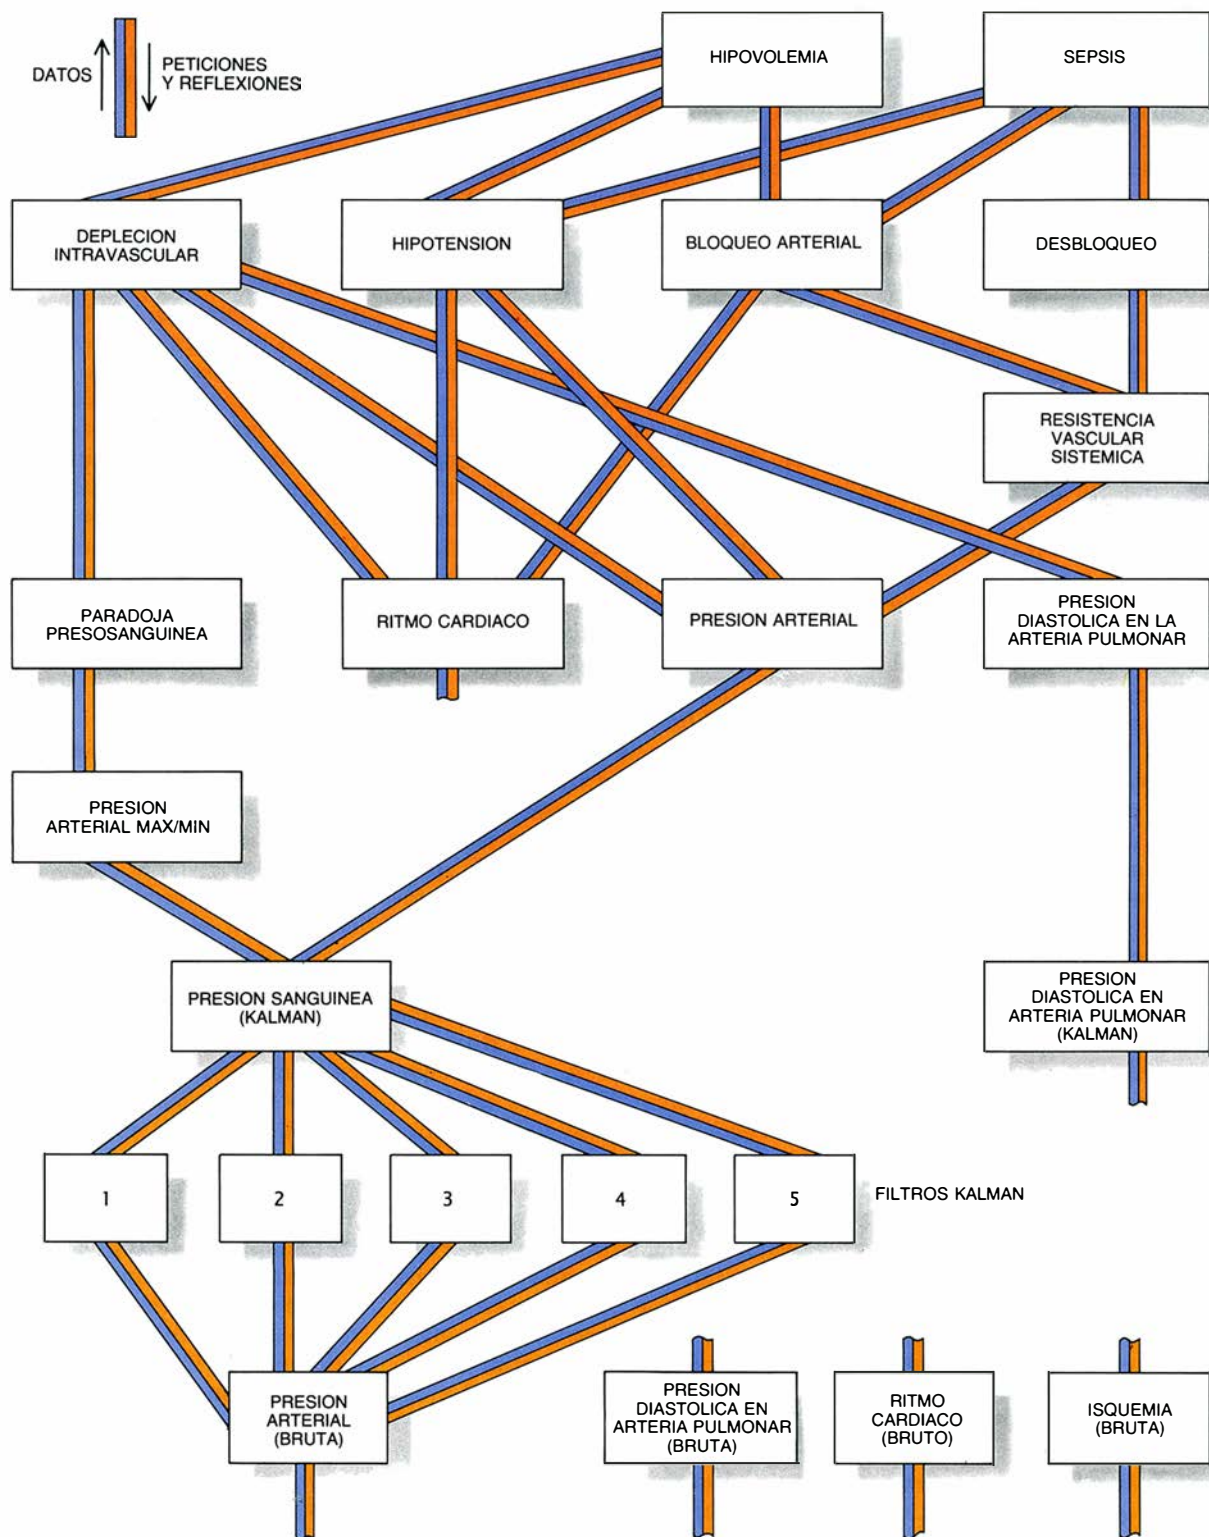 DATOS
PETICIONES
Y REFLEXIONES
HIPOVOLEMIA
SEPSIS
DEPLECION
INTRAVASCULAR
HIPOTENSION
BLOQUEO ARTERIAL
DESBLOQUEO
RESISTENCIA
VASCULAR
SISTEMICA
PARADOJA
PRESOSANGUINEA
RITMO CARDIACO
PRESION ARTERIAL
PRESION
DIASTOLICA EN LA
ARTERIA PULMONAR
PRESION
ARTERIAL MAX/MIN
PRESION SANGUINEA
(KALMAN)
PRESION
DIASTOLICA EN
ARTERIA PULMONAR
(KALMAN)
1
2
3
4
5
FILTROS KALMAN
PRESION
ARTERIAL
(BRUTA)
PRESION
DIASTOLICA EN
ARTERIA PULMONAR
(BRUTA)
RITMO
CARDIACO
(BRUTO)
ISQUEMIA
(BRUTA)